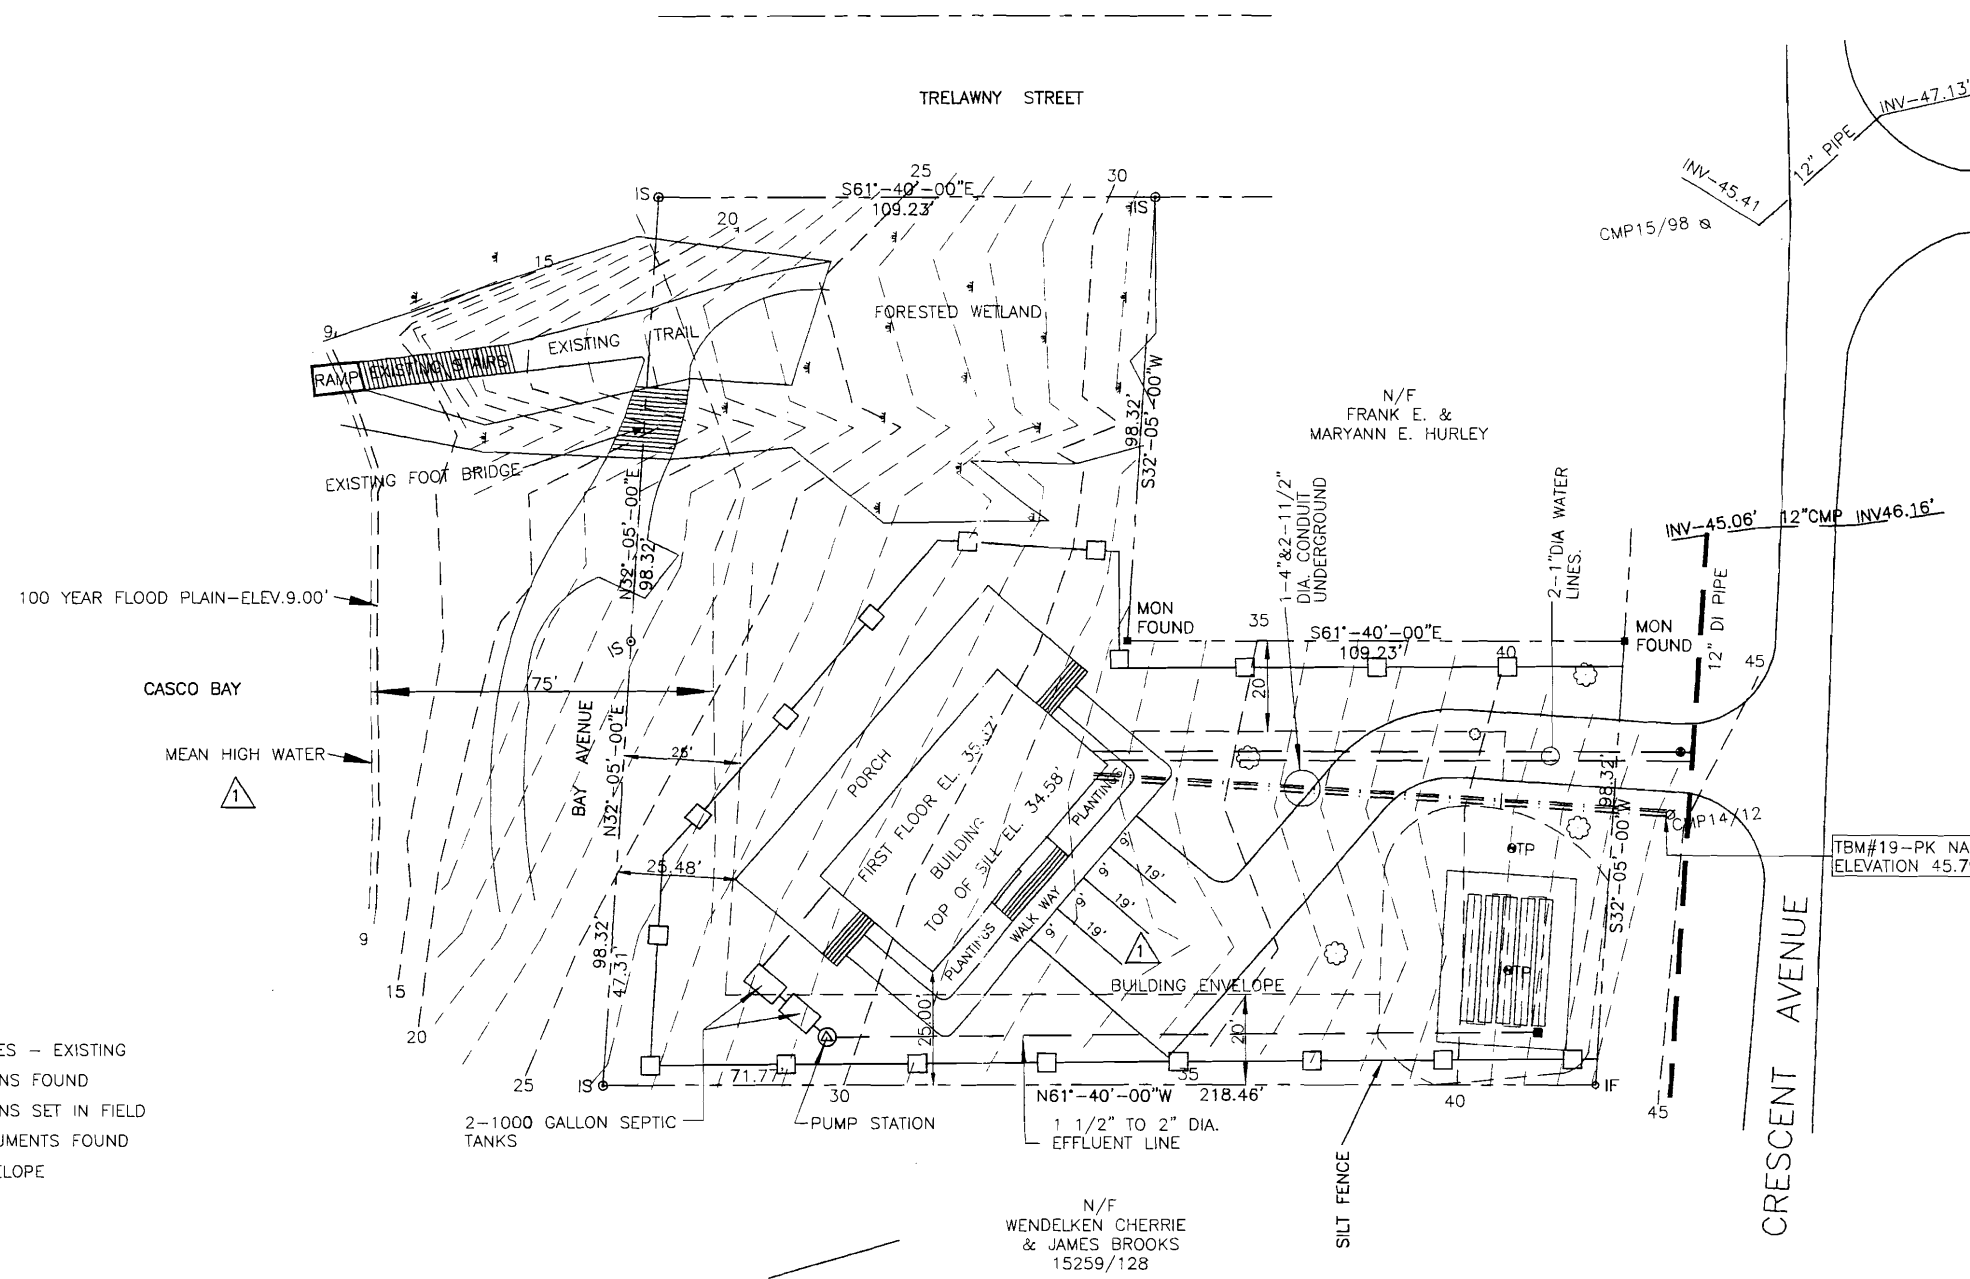 TRELAWNY STREET
INV-47.13'
12" PIPE
INV-45.41
CMP15/98
25
30
S61°-40'-00"E
109.23'
IS
IS
20
15
9
FORESTED WETLAND
EXISTING TRAIL
RAMP
EXISTING STAIRS
S32°-05'-00"W
98.32'
N/F
FRANK E. &
MARYANN E. HURLEY
EXISTING FOOT BRIDGE
N32°-05'-00"E
98.32'
1-4"&2-11/2"
DIA. CONDUIT
UNDERGROUND
2-1"DIA WATER
LINES.
INV-45.06'
12"CMP INV46.16'
12" DI PIPE
100 YEAR FLOOD PLAIN-ELEV.9.00'
MON
FOUND
35
S61°-40'-00"E
109.23'
40
MON
FOUND
45
IS
CASCO BAY
75'
20'
BAY AVENUE
N32°-05'-00"E
MEAN HIGH WATER
1
25'
PORCH
FIRST FLOOR EL. 35.37'
BUILDING
TOP OF SILL EL. 34.58'
PLANTINGS
98.32'
S32°-05'-00"W
CMP14/12
TBM#19-PK NA
ELEVATION 45.7
TP
25.48'
9'
19'
9'
19'
9'
19'
9'
WALK WAY
PLANTINGS
1
TP
98.32'
47.31'
BUILDING ENVELOPE
25.00'
20'
9
15
20
25
IS
71.77'
30
35
N61°-40'-00"W 218.46'
40
IF
45
CRESCENT AVENUE
ES - EXISTING
NS FOUND
NS SET IN FIELD
UMENTS FOUND
ELOPE
2-1000 GALLON SEPTIC
TANKS
PUMP STATION
1 1/2" TO 2" DIA.
EFFLUENT LINE
SILT FENCE
N/F
WENDELKEN CHERRIE
& JAMES BROOKS
15259/128